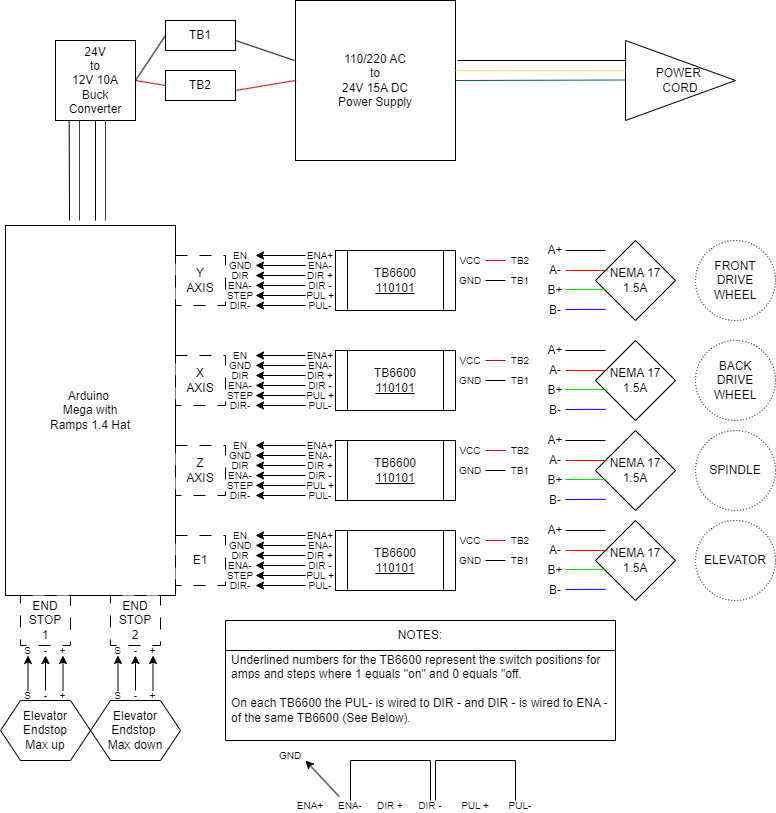 TB1
TB2
24V
to
12V 10A
Buck
Converter
110/220 AC
to
24V 15A DC
Power Supply
POWER
CORD
Arduino
Mega with
Ramps 1.4 Hat
Y
AXIS
EN
GND
DIR
ENA-
STEP
DIR-
ENA+
ENA-
DIR +
DIR -
PUL +
PUL-
TB6600
110101
VCC TB2
GND TB1
A+
A-
B+
B-
NEMA 17
1.5A
FRONT
DRIVE
WHEEL
X
AXIS
EN
GND
DIR
ENA-
STEP
DIR-
ENA+
ENA-
DIR +
DIR -
PUL +
PUL-
TB6600
110101
VCC TB2
GND TB1
A+
A-
B+
B-
NEMA 17
1.5A
BACK
DRIVE
WHEEL
Z
AXIS
EN
GND
DIR
ENA-
STEP
DIR-
ENA+
ENA-
DIR +
DIR -
PUL +
PUL-
TB6600
110101
VCC TB2
GND TB1
A+
A-
B+
B-
NEMA 17
1.5A
SPINDLE
E1
EN
GND
DIR
ENA-
STEP
DIR-
ENA+
ENA-
DIR +
DIR -
PUL +
PUL-
TB6600
110101
VCC TB2
GND TB1
A+
A-
B+
B-
NEMA 17
1.5A
ELEVATOR
END
STOP
1
S - +
S - +
Elevator
Endstop
Max up
END
STOP
2
S - +
S - +
Elevator
Endstop
Max down
NOTES:
Underlined numbers for the TB6600 represent the switch positions for
amps and steps where 1 equals "on" and 0 equals "off.
On each TB6600 the PUL- is wired to DIR - and DIR - is wired to ENA -
of the same TB6600 (See Below).
GND
ENA+ ENA- DIR + DIR - PUL + PUL-